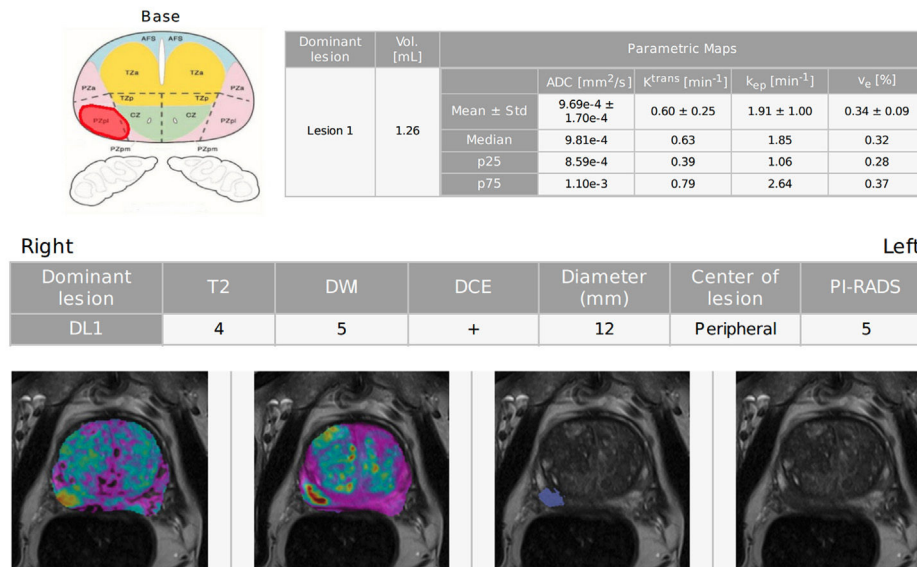 Base
AFS AFS
TZa TZa
PZa PZa
TZp TZp
CZ CZ
PZpl PZpl
PZpm PZpm
Dominant lesion Vol. [mL] Parametric Maps
ADC [mm²/s] Kᵗʳᵃⁿˢ [min⁻¹] kₑₚ [min⁻¹] vₑ [%]
Lesion 1 1.26
Mean ± Std 9.69e-4 ± 1.70e-4 0.60 ± 0.25 1.91 ± 1.00 0.34 ± 0.09
Median 9.81e-4 0.63 1.85 0.32
p25 8.59e-4 0.39 1.06 0.28
p75 1.10e-3 0.79 2.64 0.37
Right Left
Dominant lesion T2 DWI DCE Diameter (mm) Center of lesion PI-RADS
DL1 4 5 + 12 Peripheral 5